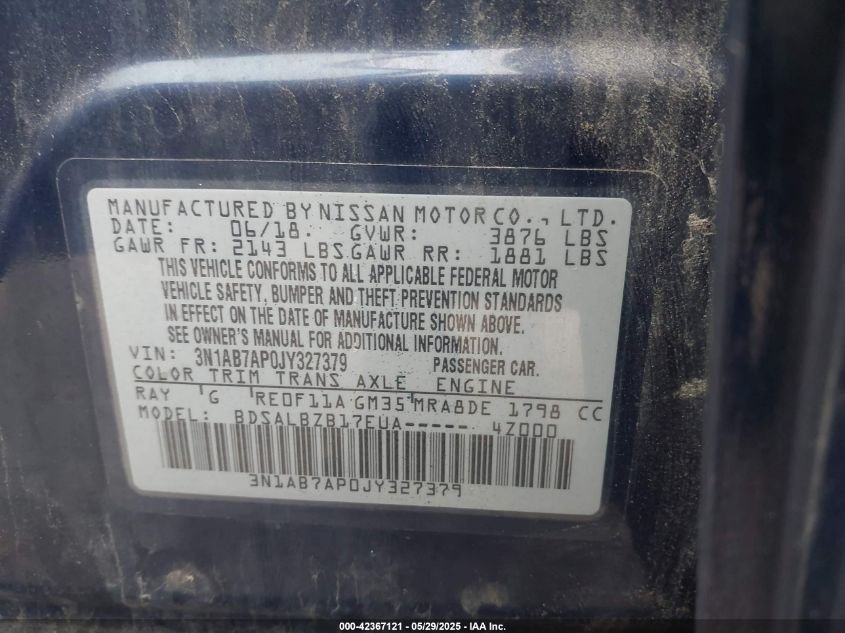 MANUFACTURED BY NISSAN MOTOR CO., LTD.
DATE: 06/18. GVWR: 3876 LBS
GAWR FR: 2143 LBS. GAWR RR: 1881 LBS
THIS VEHICLE CONFORMS TO ALL APPLICABLE FEDERAL MOTOR
VEHICLE SAFETY, BUMPER AND THEFT PREVENTION STANDARDS
IN EFFECT ON THE DATE OF MANUFACTURE SHOWN ABOVE.
SEE OWNER'S MANUAL FOR ADDITIONAL INFORMATION.
VIN: 3N1AB7AP0JY327379 PASSENGER CAR.
COLOR TRIM TRANS AXLE ENGINE
RAY G RE0F11A GM35 MRA8DE 1798 CC
MODEL: BDSALBZB17EUA----- 4Z000
3N1AB7AP0JY327379
000-42367121 - 05/29/2025 - IAA Inc.